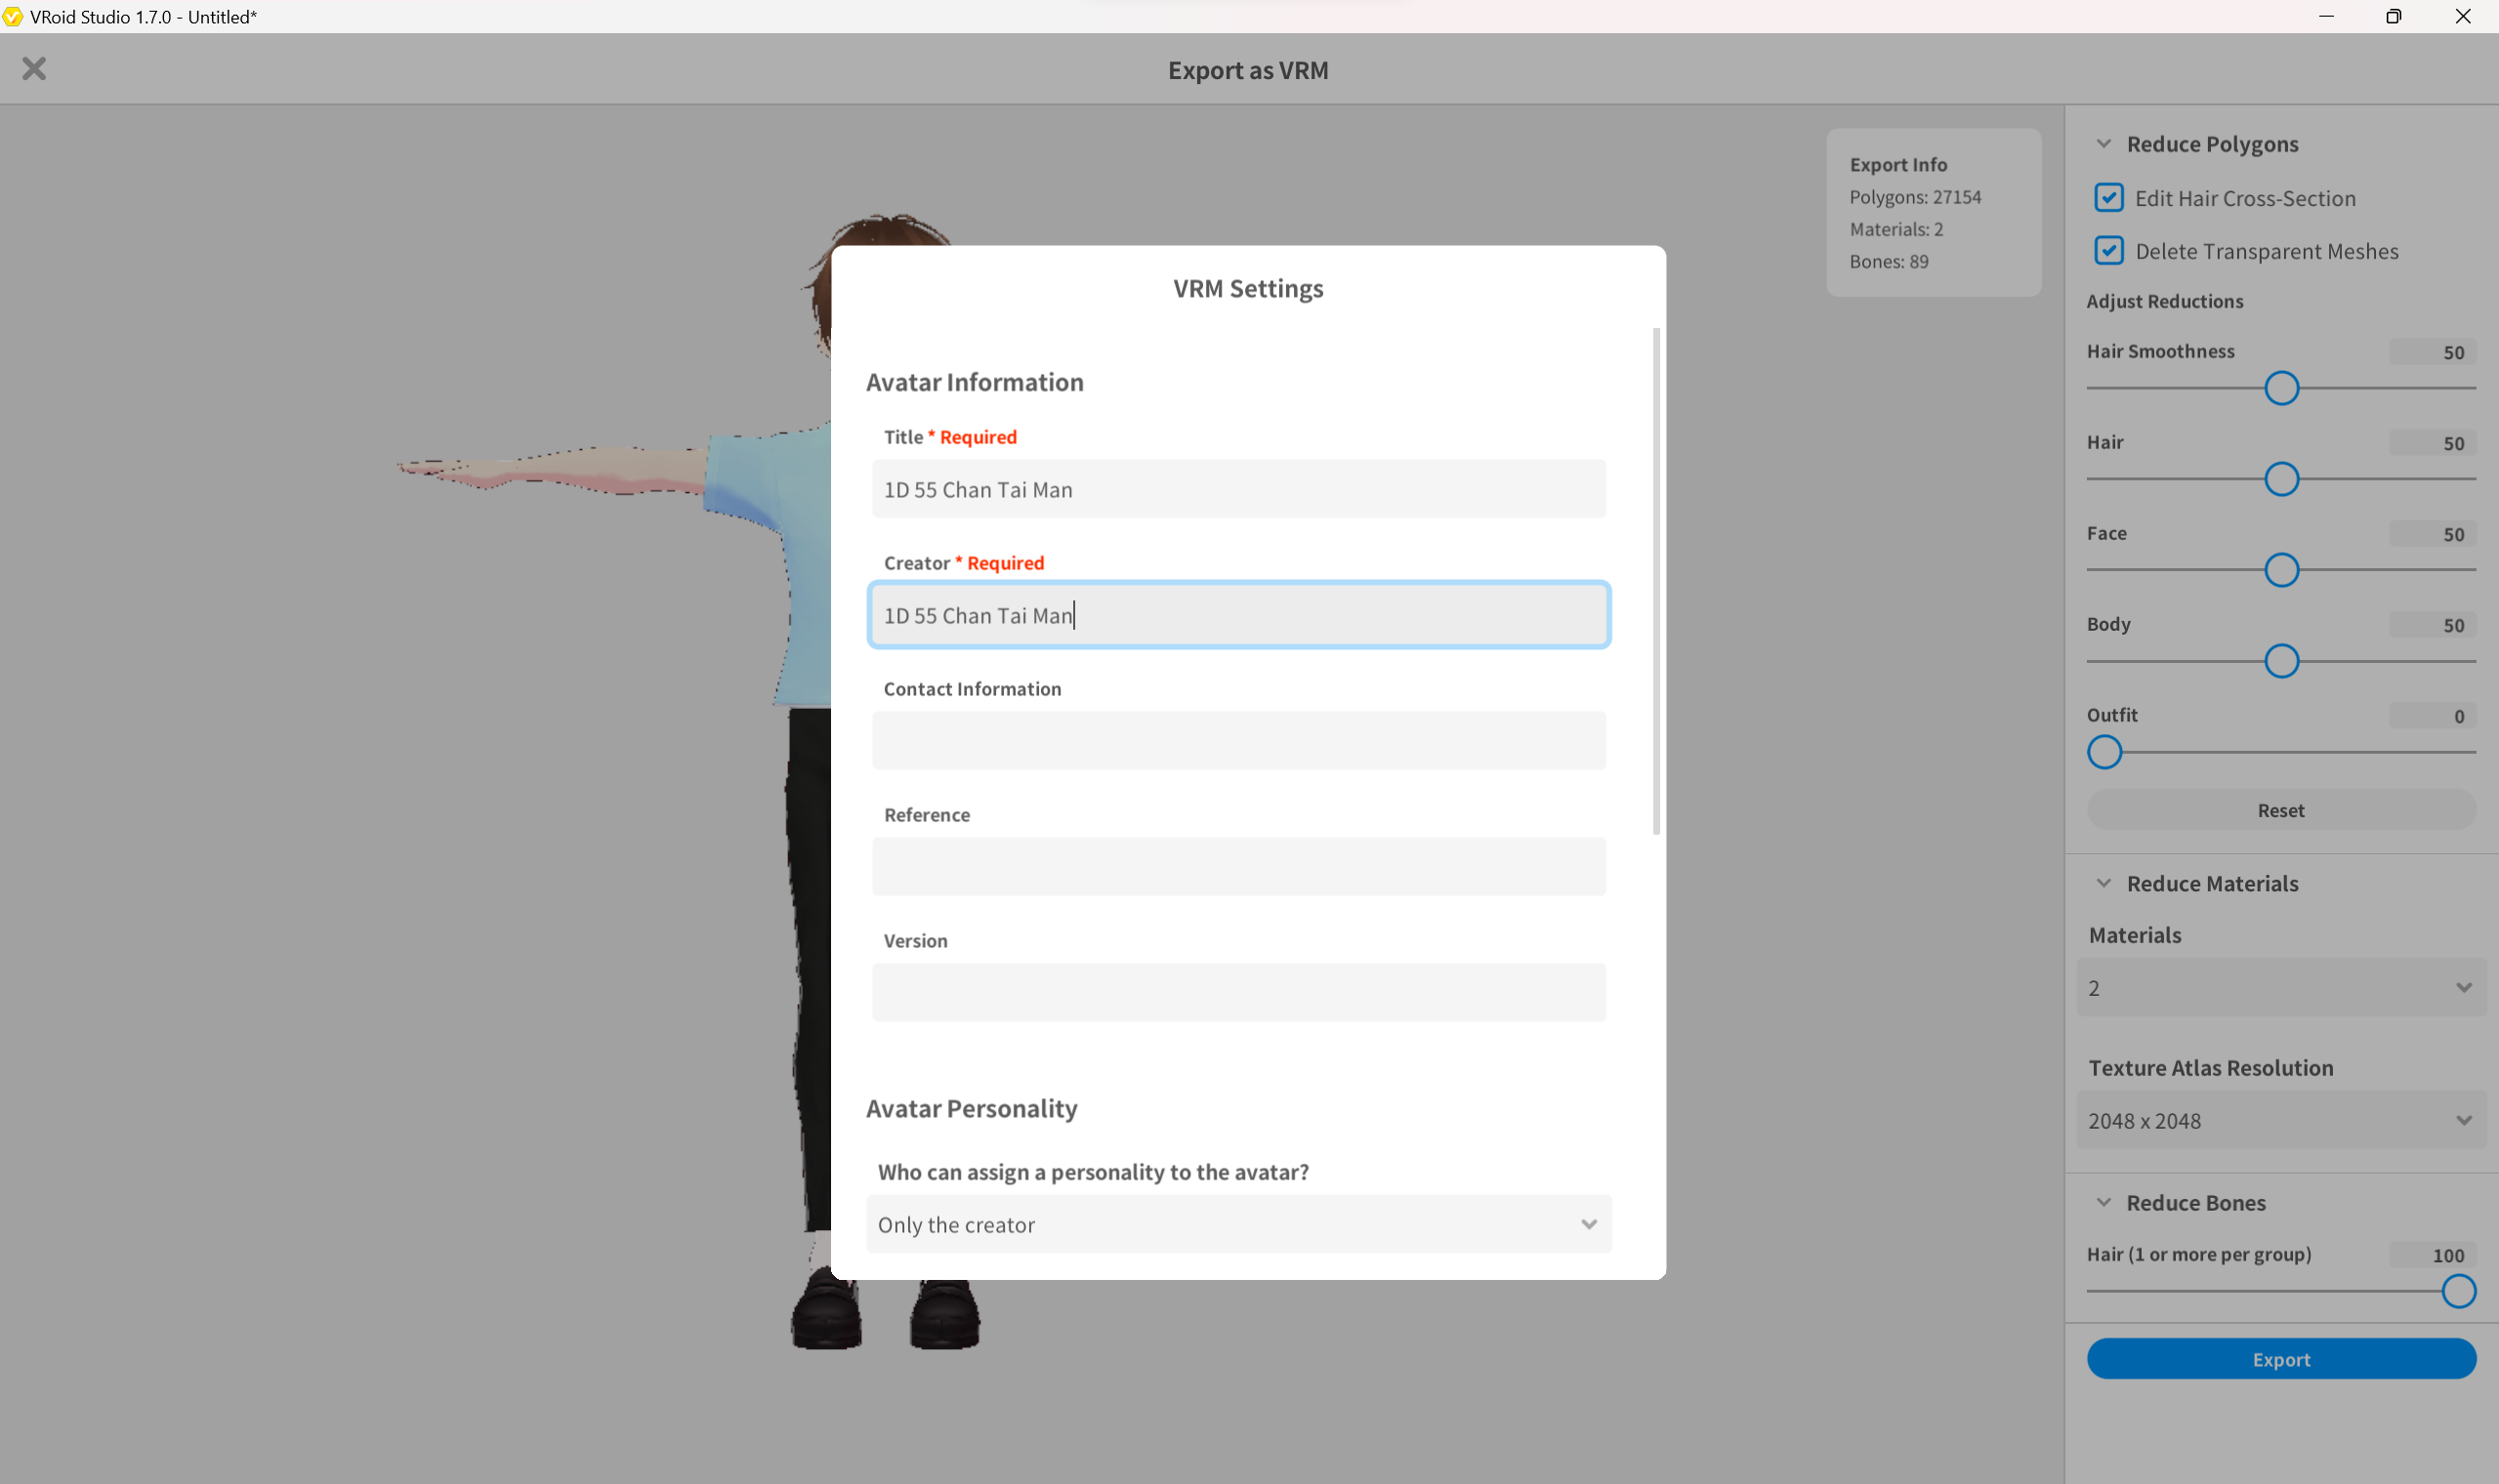 VRoid Studio 1.7.0 - Untitled*
Export as VRM
Export Info
Polygons: 27154
Materials: 2
Bones: 89
VRM Settings
Avatar Information
Title * Required
1D 55 Chan Tai Man
Creator * Required
1D 55 Chan Tai Man
Contact Information
Reference
Version
Avatar Personality
Who can assign a personality to the avatar?
Only the creator
Reduce Polygons
Edit Hair Cross-Section
Delete Transparent Meshes
Adjust Reductions
Hair Smoothness 50
Hair 50
Face 50
Body 50
Outfit 0
Reset
Reduce Materials
Materials
2
Texture Atlas Resolution
2048 x 2048
Reduce Bones
Hair (1 or more per group) 100
Export